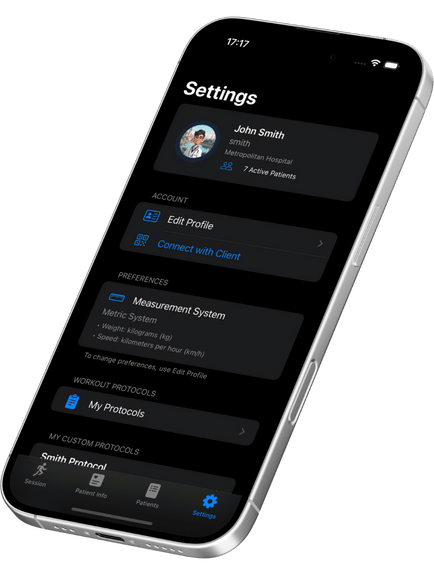 17:17
Settings
John Smith
smith
Metropolitan Hospital
7 Active Patients
ACCOUNT
Edit Profile
Connect with Client
PREFERENCES
Measurement System
Metric System
• Weight: kilograms (kg)
• Speed: kilometers per hour (km/h)
To change preferences, use Edit Profile
WORKOUT PROTOCOLS
My Protocols
MY CUSTOM PROTOCOLS
Smith Protocol
Session
Patient Info
Patients
Settings